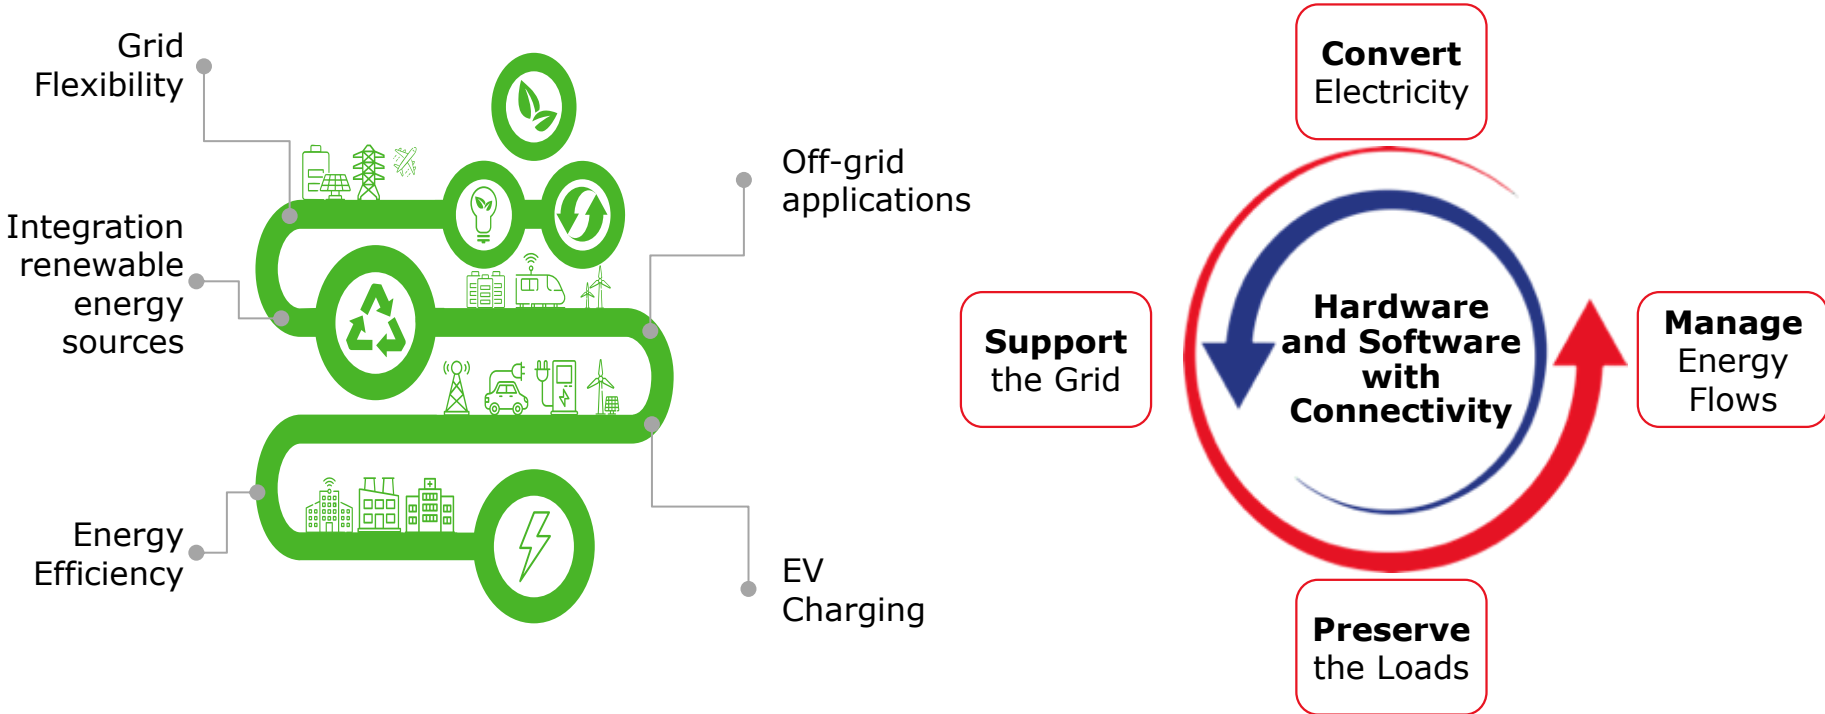 Grid
Flexibility
Integration
renewable
energy
sources
Energy
Efficiency
Off-grid
applications
EV
Charging
Convert
Electricity
Support
the Grid
Hardware
and Software
with
Connectivity
Manage
Energy
Flows
Preserve
the Loads